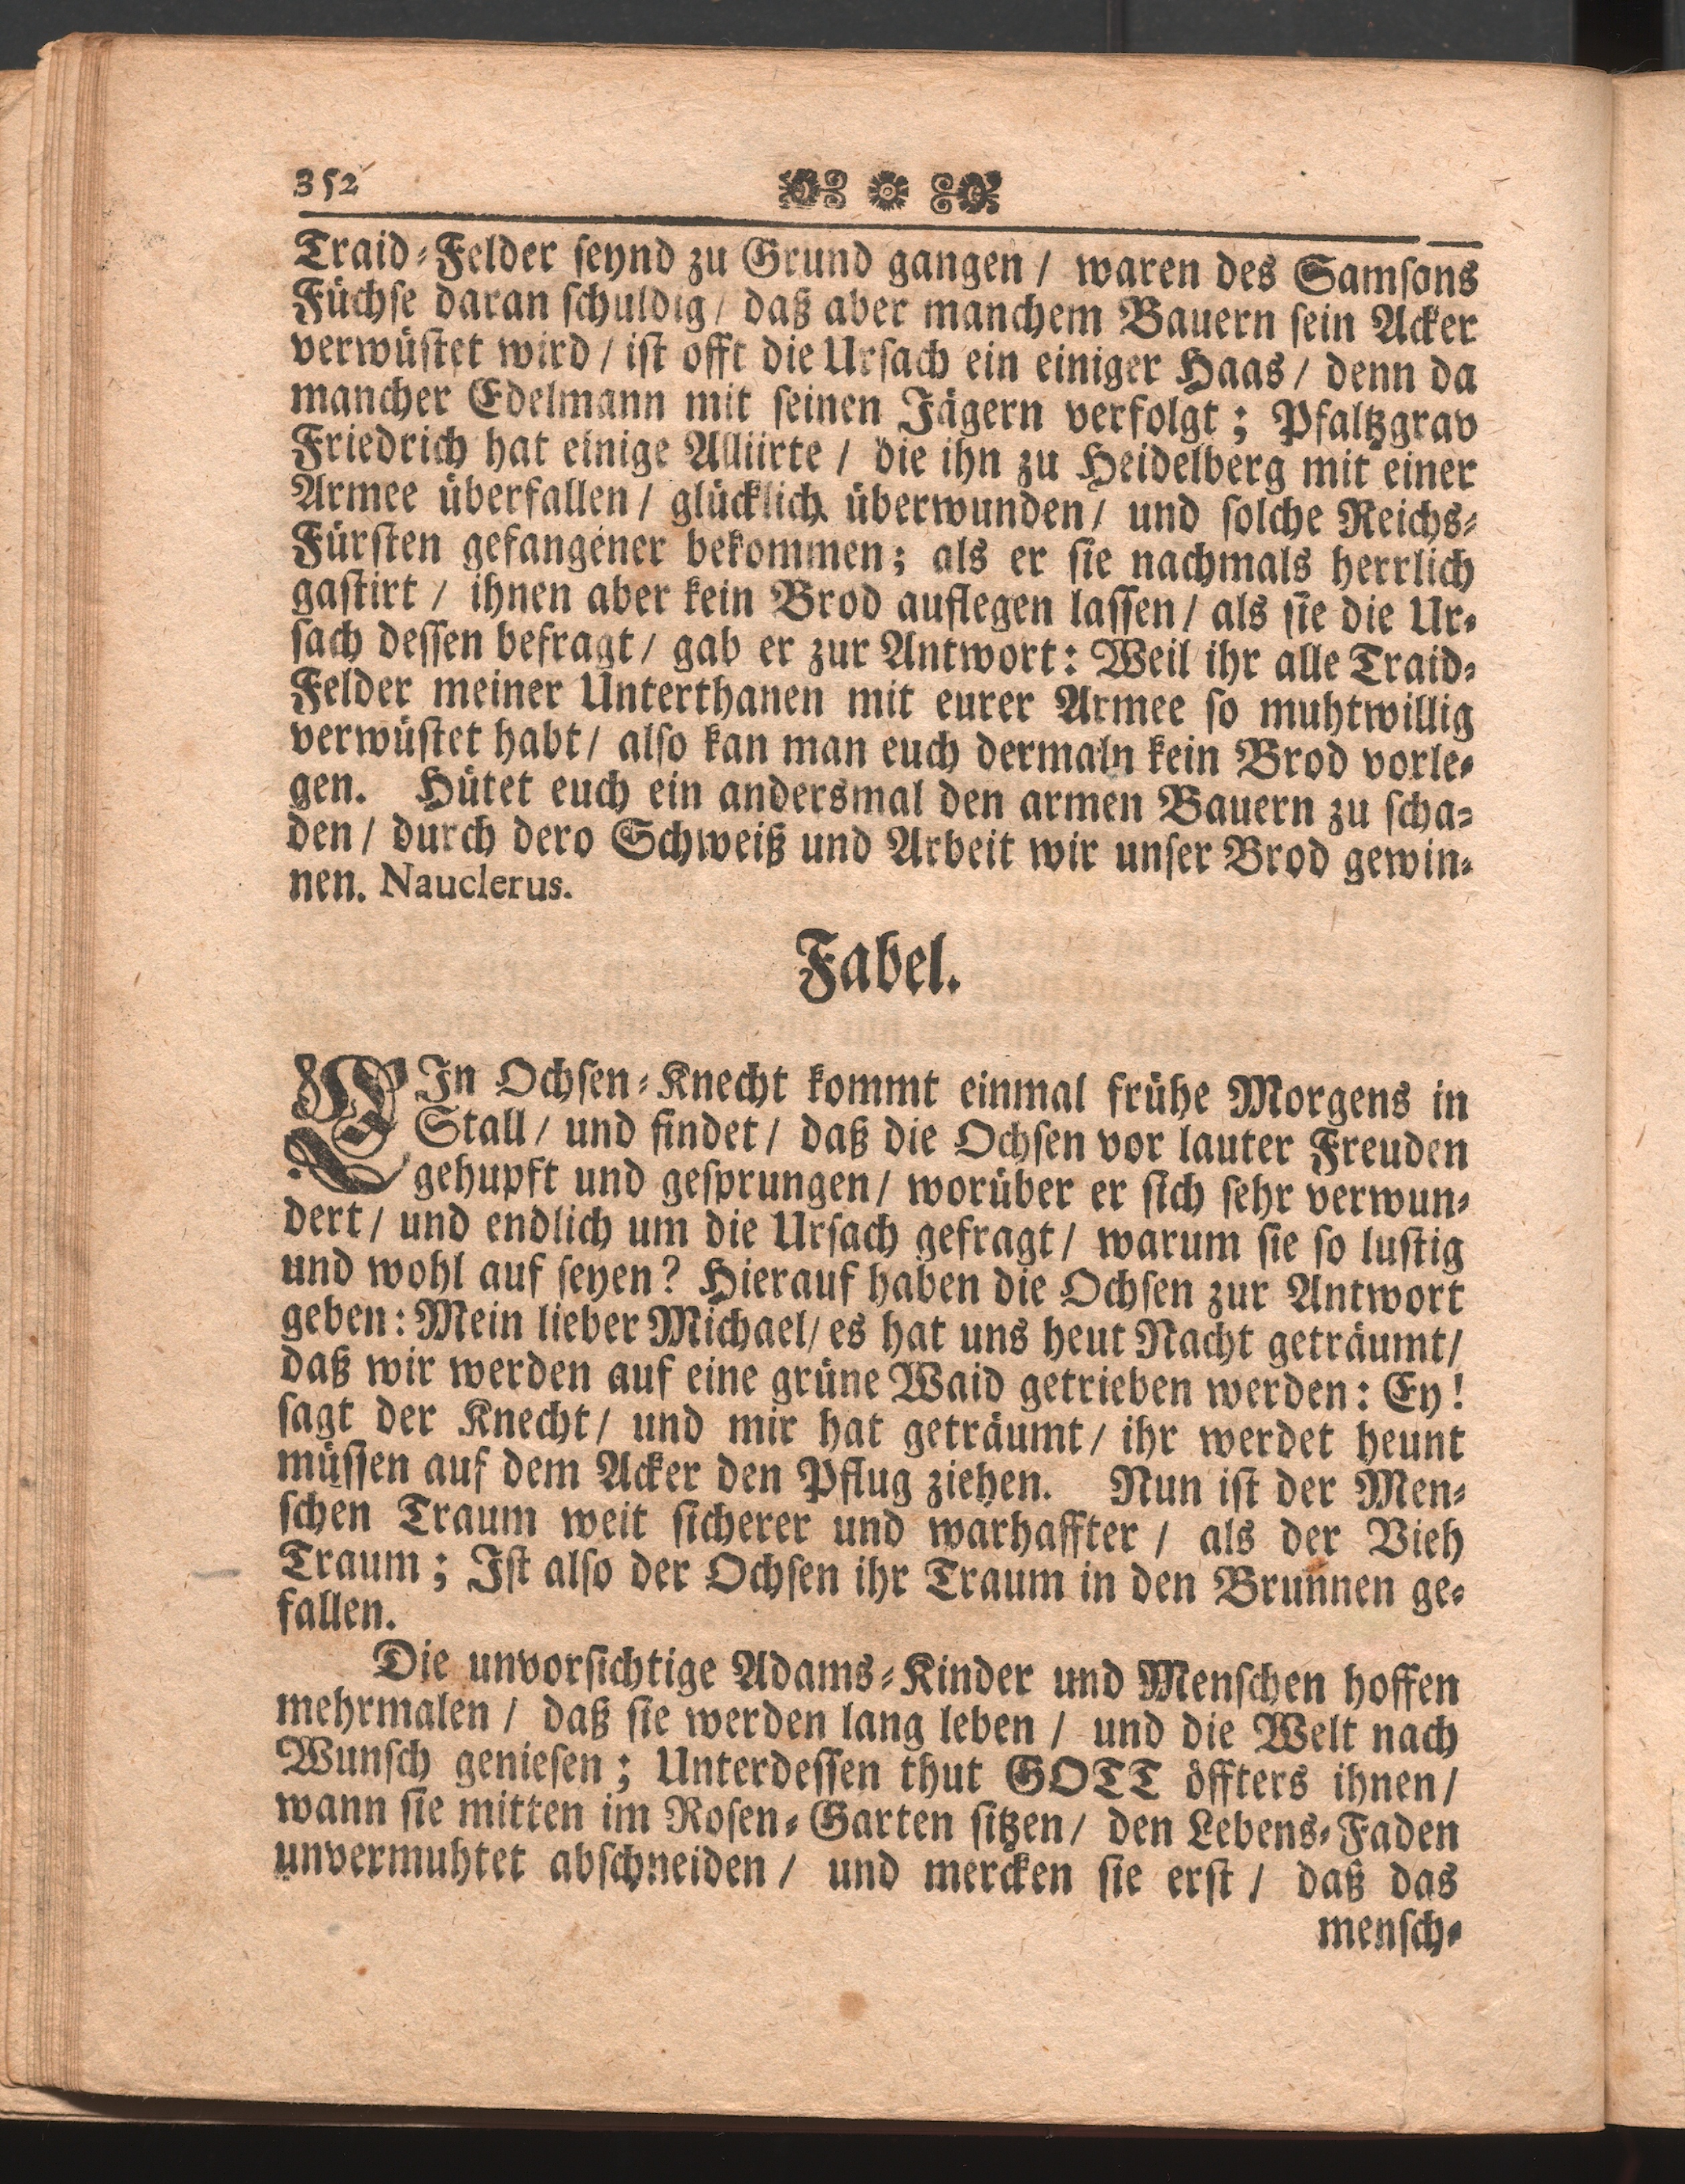 352
Traid-Felder ſeynd zu Grund gangen / waren des Samſons
Füchſe daran ſchuldig / daß aber manchem Bauern ſein Acker
verwüſtet wird / iſt offt die Urſach ein einiger Haas / denn da
mancher Edelmann mit ſeinen Jägern verfolgt; Pfaltzgrav
Friedrich hat einige Alliirte / die ihn zu Heidelberg mit einer
Armee überfallen / glücklich überwunden / und ſolche Reichs-
Fürſten gefangener bekommen; als er ſie nachmals herrlich
gaſtirt / ihnen aber kein Brod auflegen laſſen / als ſie die Ur-
ſach deſſen befragt / gab er zur Antwort: Weil ihr alle Traid-
Felder meiner Unterthanen mit eurer Armee ſo muhtwillig
verwüſtet habt / alſo kan man euch dermaln kein Brod vorle-
gen. Hütet euch ein andersmal den armen Bauern zu ſcha-
den / durch dero Schweiß und Arbeit wir unſer Brod gewin-
nen. Nauclerus.
Fabel.
EIn Ochſen-Knecht kommt einmal frühe Morgens in
Stall / und findet / daß die Ochſen vor lauter Freuden
gehupft und geſprungen / worüber er ſich ſehr verwun-
dert / und endlich um die Urſach gefragt / warum ſie ſo luſtig
und wohl auf ſeyen? Hierauf haben die Ochſen zur Antwort
geben: Mein lieber Michael / es hat uns heut Nacht geträumt /
daß wir werden auf eine grüne Waid getrieben werden: Ey!
ſagt der Knecht / und mir hat geträumt / ihr werdet heunt
müſſen auf dem Acker den Pflug ziehen. Nun iſt der Men-
ſchen Traum weit ſicherer und warhaffter / als der Vieh
Traum; Iſt alſo der Ochſen ihr Traum in den Brunnen ge-
fallen.
Die unvorſichtige Adams-Kinder und Menſchen hoffen
mehrmalen / daß ſie werden lang leben / und die Welt nach
Wunſch genieſen; Unterdeſſen thut GOTT öffters ihnen /
wann ſie mitten im Roſen-Garten ſitzen / den Lebens-Faden
unvermuhtet abſchneiden / und mercken ſie erſt / daß das
menſch-